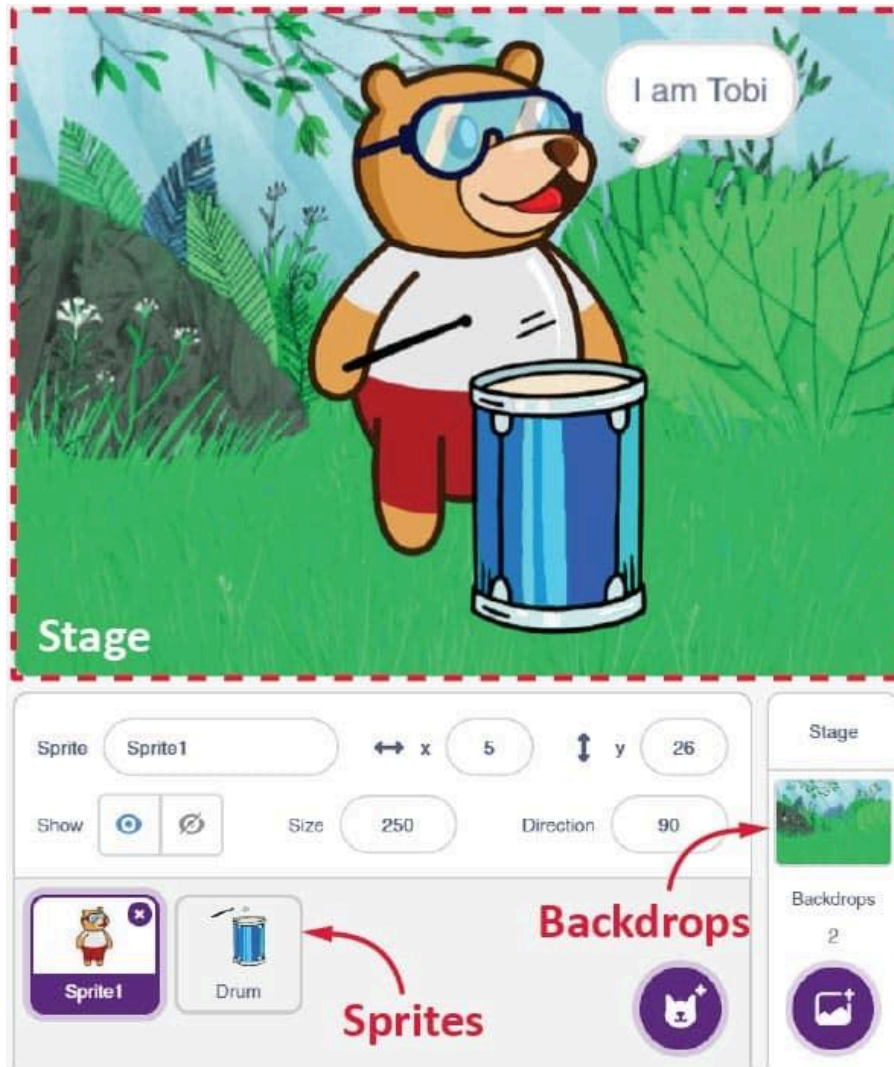 I am Tobi
Stage
Sprite Sprite1 x 5 y 26
Show Size 250 Direction 90
Stage
Backdrops
Backdrops
2
Sprite1 Drum
Sprites